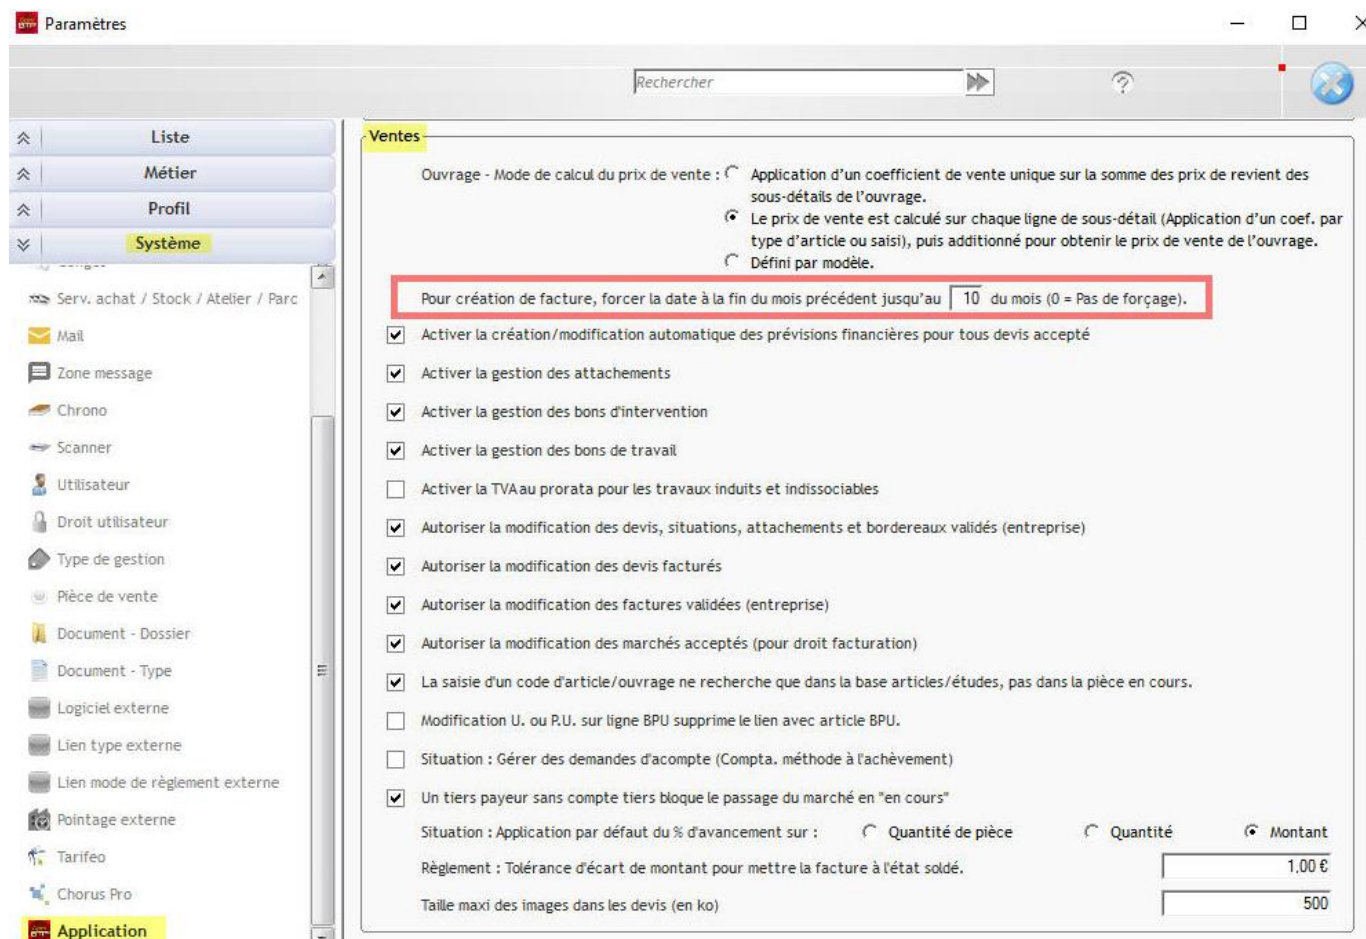 Paramètres
Rechercher
Liste
Métier
Profil
Système
Serv. achat / Stock / Atelier / Parc
Mail
Zone message
Chrono
Scanner
Utilisateur
Droit utilisateur
Type de gestion
Pièce de vente
Document - Dossier
Document - Type
Logiciel externe
Lien type externe
Lien mode de règlement externe
Pointage externe
Tarifeo
Chorus Pro
Application
Ventes
Ouvrage - Mode de calcul du prix de vente : Application d'un coefficient de vente unique sur la somme des prix de revient des
sous-détails de l'ouvrage.
Le prix de vente est calculé sur chaque ligne de sous-détail (Application d'un coef. par
type d'article ou saisi), puis additionné pour obtenir le prix de vente de l'ouvrage.
Défini par modèle.
Pour création de facture, forcer la date à la fin du mois précédent jusqu'au 10 du mois (0 = Pas de forçage).
Activer la création/modification automatique des prévisions financières pour tous devis accepté
Activer la gestion des attachements
Activer la gestion des bons d'intervention
Activer la gestion des bons de travail
Activer la TVA au prorata pour les travaux induits et indissociables
Autoriser la modification des devis, situations, attachements et bordereaux validés (entreprise)
Autoriser la modification des devis facturés
Autoriser la modification des factures validées (entreprise)
Autoriser la modification des marchés acceptés (pour droit facturation)
La saisie d'un code d'article/ouvrage ne recherche que dans la base articles/études, pas dans la pièce en cours.
Modification U. ou P.U. sur ligne BPU supprime le lien avec article BPU.
Situation : Gérer des demandes d'acompte (Compta. méthode à l'achèvement)
Un tiers payeur sans compte tiers bloque le passage du marché en "en cours"
Situation : Application par défaut du % d'avancement sur : Quantité de pièce Quantité Montant
Règlement : Tolérance d'écart de montant pour mettre la facture à l'état soldé. 1,00 €
Taille maxi des images dans les devis (en ko) 500